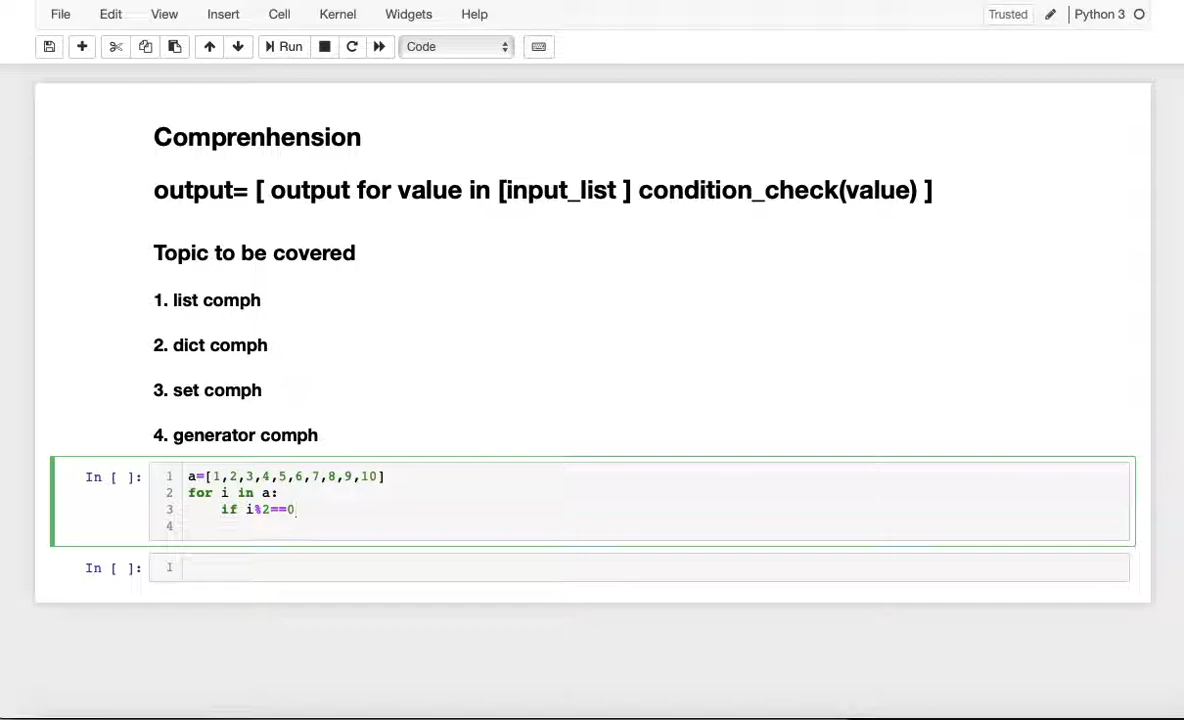 File Edit View Insert Cell Kernel Widgets Help Trusted Python 3
Run Code
Comprenhension
output= [ output for value in [input_list ] condition_check(value) ]
Topic to be covered
1. list comph
2. dict comph
3. set comph
4. generator comph
In [ ]: 1 a=[1,2,3,4,5,6,7,8,9,10]
2 for i in a:
3 if i%2==0
4
In [ ]: 1